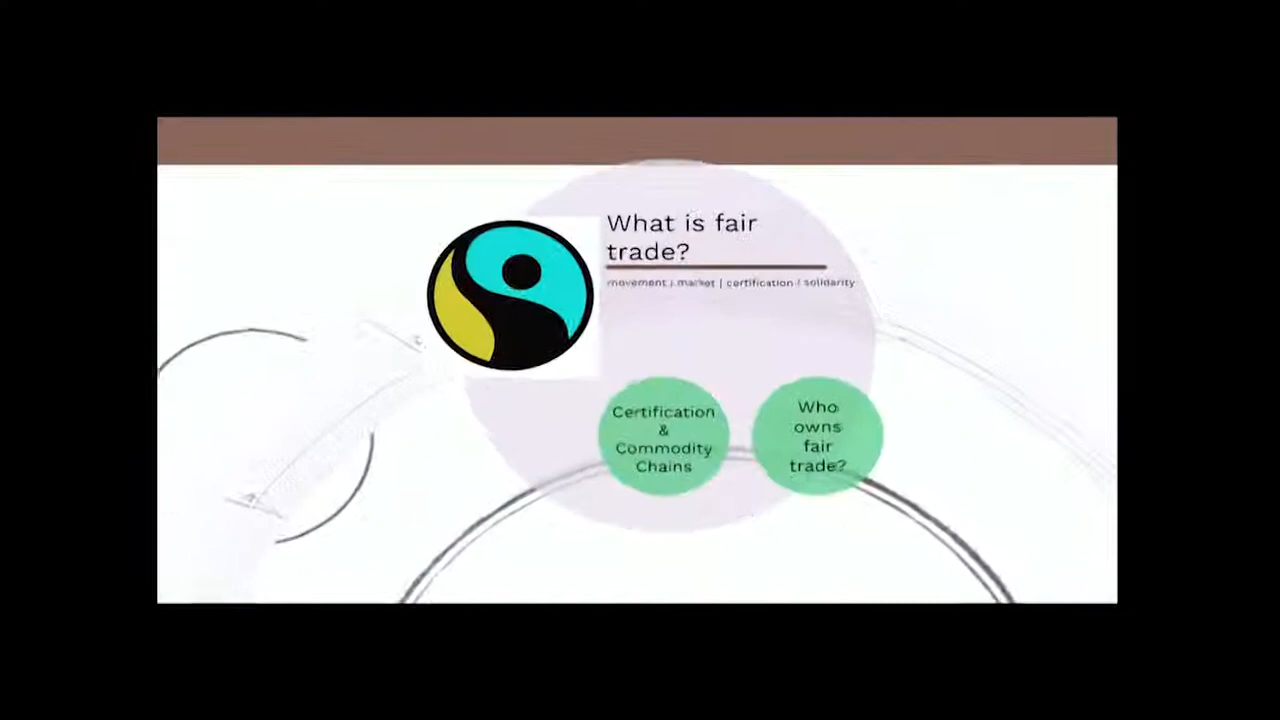 What is fair
trade?
movement | market | certification | solidarity
Certification
&
Commodity
Chains
Who
owns
fair
trade?